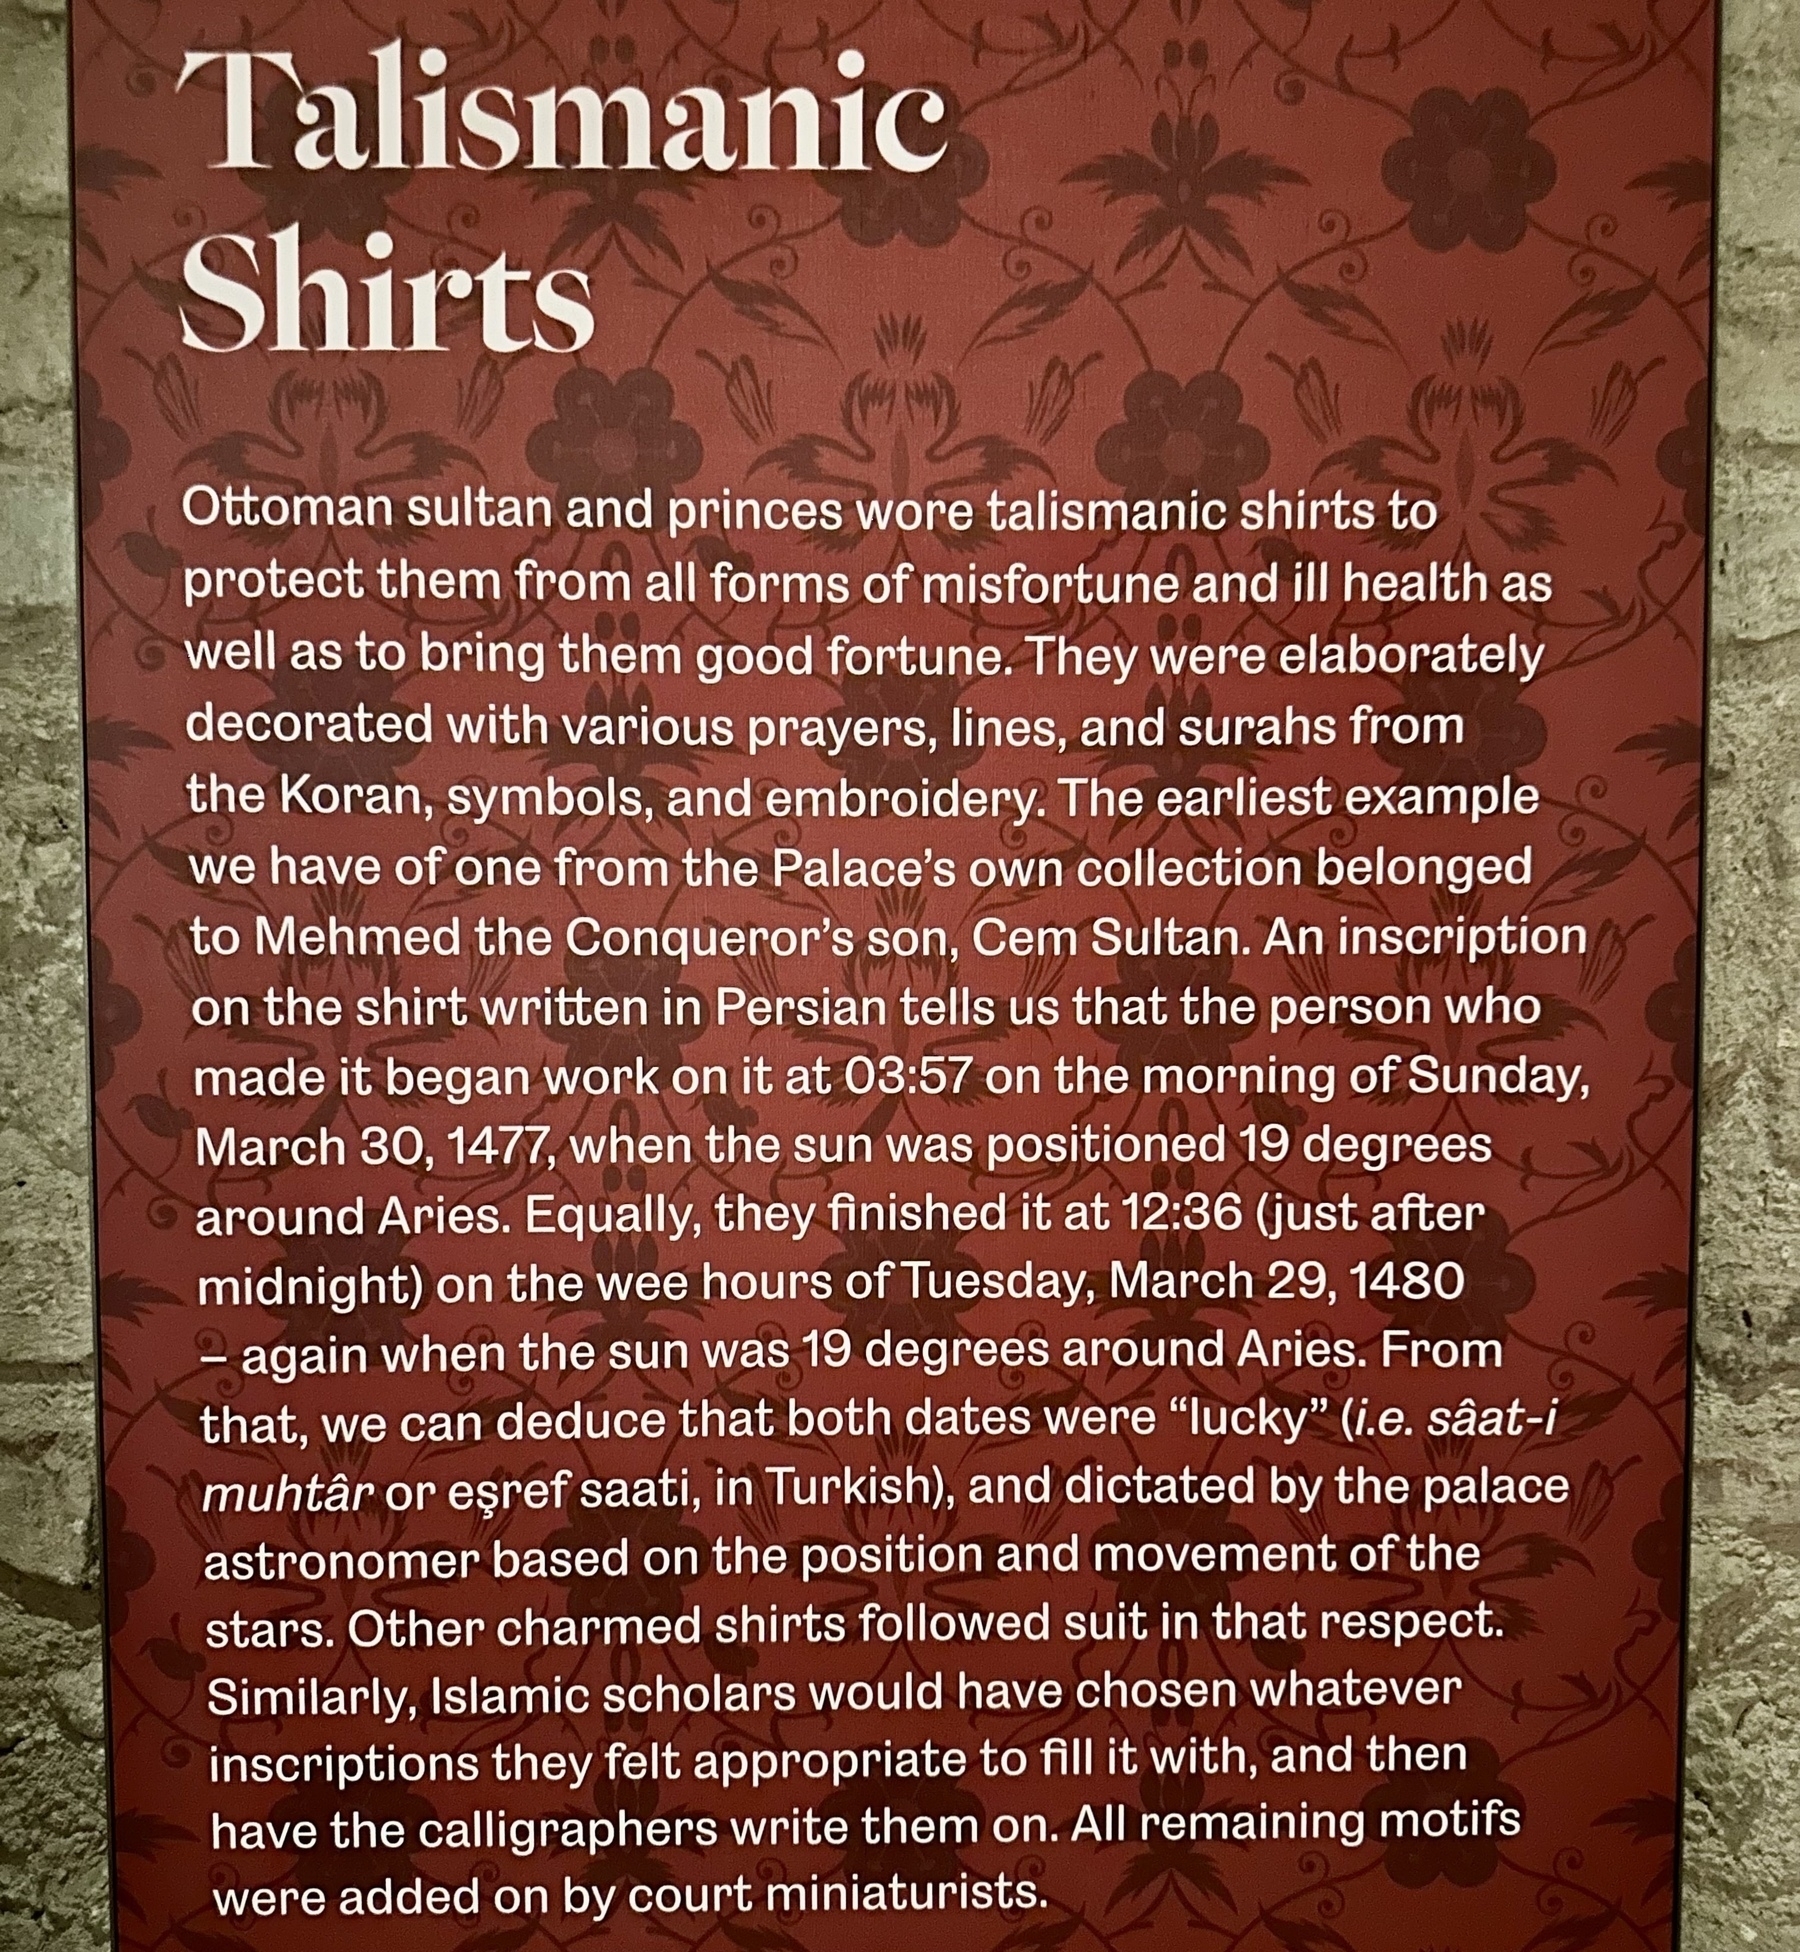 Talismanic
Shirts
Ottoman sultan and princes wore talismanic shirts to
protect them from all forms of misfortune and ill health as
well as to bring them good fortune. They were elaborately
decorated with various prayers, lines, and surahs from
the Koran, symbols, and embroidery. The earliest example
we have of one from the Palace’s own collection belonged
to Mehmed the Conqueror’s son, Cem Sultan. An inscription
on the shirt written in Persian tells us that the person who
made it began work on it at 03:57 on the morning of Sunday,
March 30, 1477, when the sun was positioned 19 degrees
around Aries. Equally, they finished it at 12:36 (just after
midnight) on the wee hours of Tuesday, March 29, 1480
– again when the sun was 19 degrees around Aries. From
that, we can deduce that both dates were “lucky” (i.e. sâat-i
muhtâr or eşref saati, in Turkish), and dictated by the palace
astronomer based on the position and movement of the
stars. Other charmed shirts followed suit in that respect.
Similarly, Islamic scholars would have chosen whatever
inscriptions they felt appropriate to fill it with, and then
have the calligraphers write them on. All remaining motifs
were added on by court miniaturists.